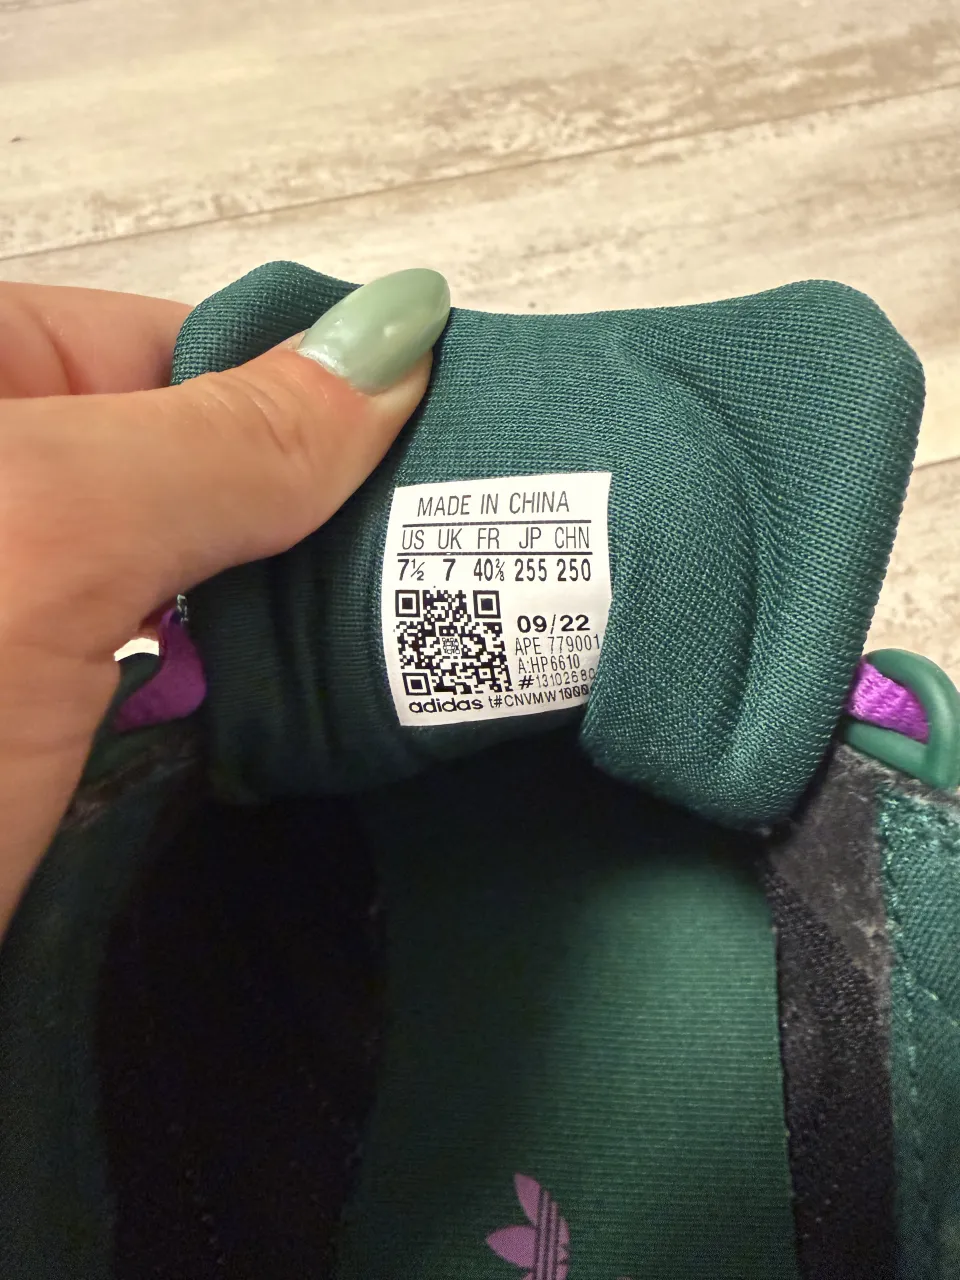 MADE IN CHINA
US UK FR JP CHN
7½ 7 40⅔ 255 250
09/22
APE 779001
A:HP6610
adidas